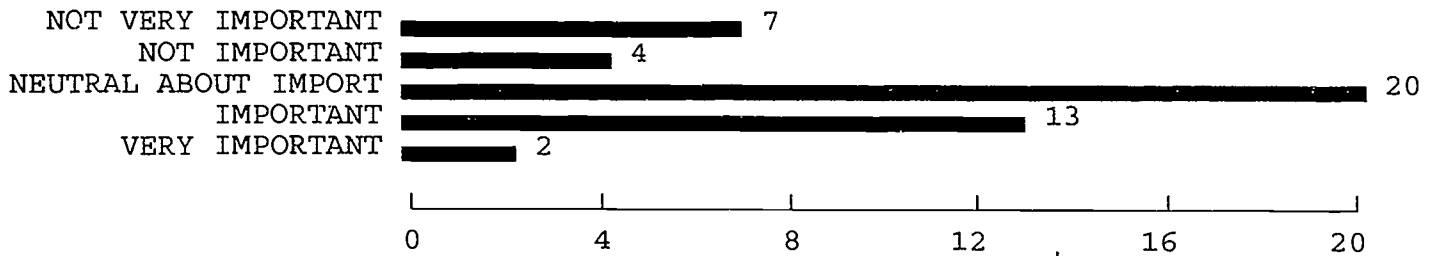 NOT VERY IMPORTANT 7
NOT IMPORTANT 4
NEUTRAL ABOUT IMPORT 20
IMPORTANT 13
VERY IMPORTANT 2
0 4 8 12 16 20